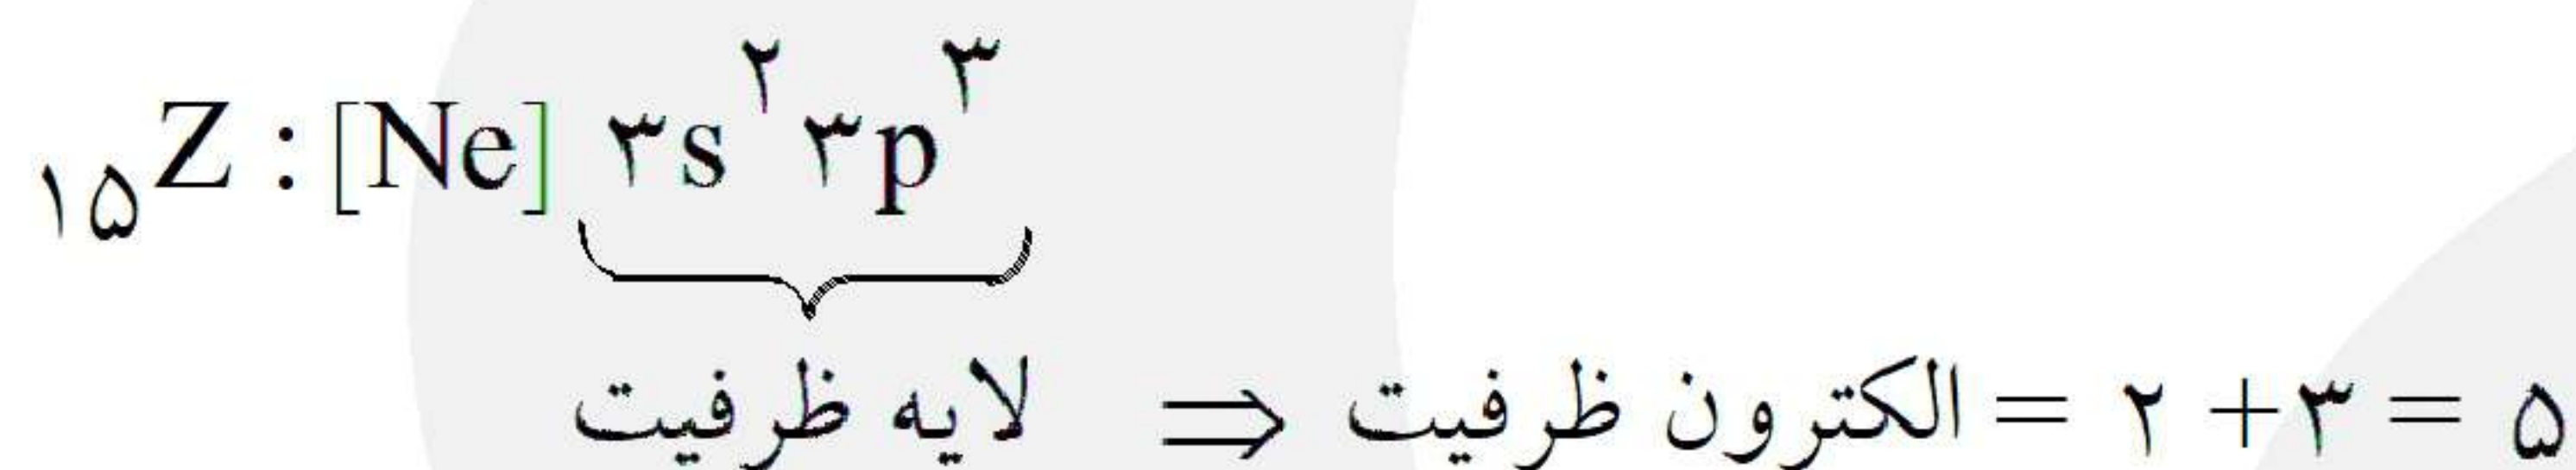 ۱۵Z : [Ne] ۳s۲ ۳p۳
لایه ظرفیت ⇒ الکترون ظرفیت = ۲ + ۳ = ۵